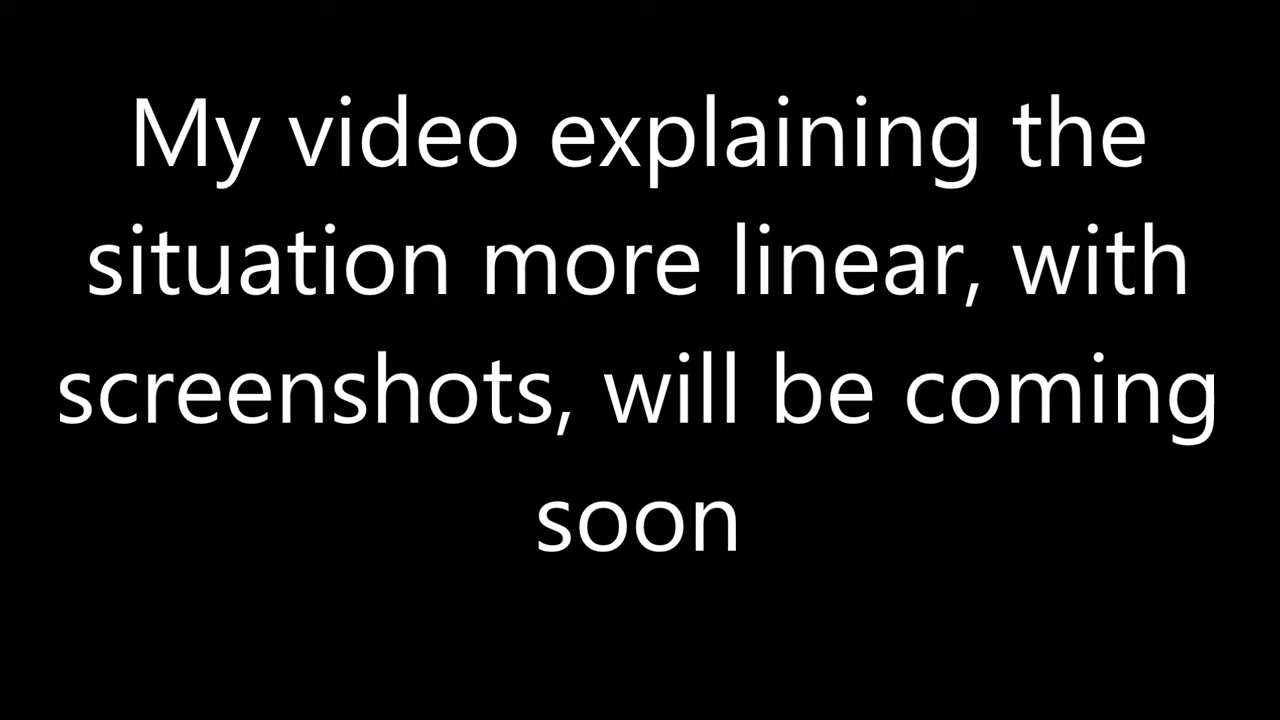 My video explaining the
situation more linear, with
screenshots, will be coming
soon